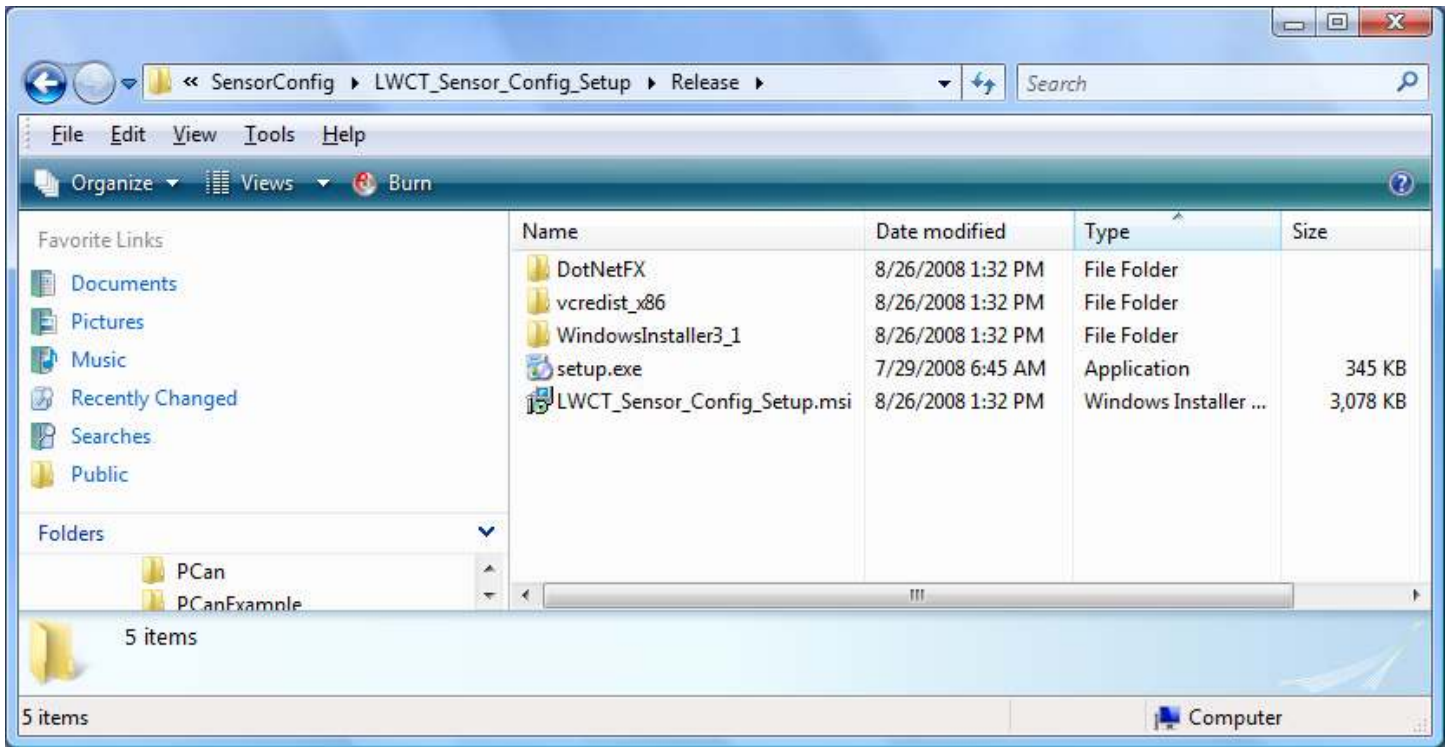 « SensorConfig ▸ LWCT_Sensor_Config_Setup ▸ Release ▸ Search
File Edit View Tools Help
Organize Views Burn
Favorite Links
Documents
Pictures
Music
Recently Changed
Searches
Public
Folders
PCan
PCanExample
Name Date modified Type Size
DotNetFX 8/26/2008 1:32 PM File Folder
vcredist_x86 8/26/2008 1:32 PM File Folder
WindowsInstaller3_1 8/26/2008 1:32 PM File Folder
setup.exe 7/29/2008 6:45 AM Application 345 KB
LWCT_Sensor_Config_Setup.msi 8/26/2008 1:32 PM Windows Installer ... 3,078 KB
5 items
5 items Computer